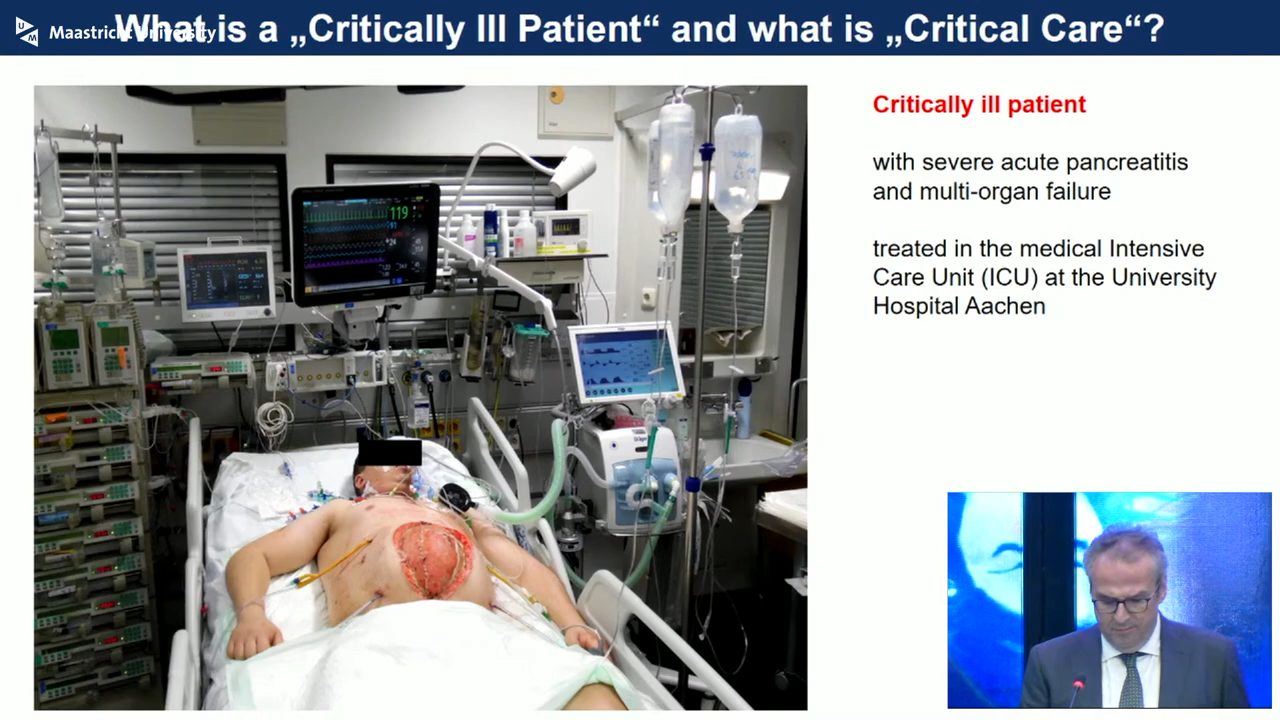 What is a „Critically Ill Patient“ and what is „Critical Care“?
Maastricht University
Critically ill patient
with severe acute pancreatitis
and multi-organ failure
treated in the medical Intensive
Care Unit (ICU) at the University
Hospital Aachen
119